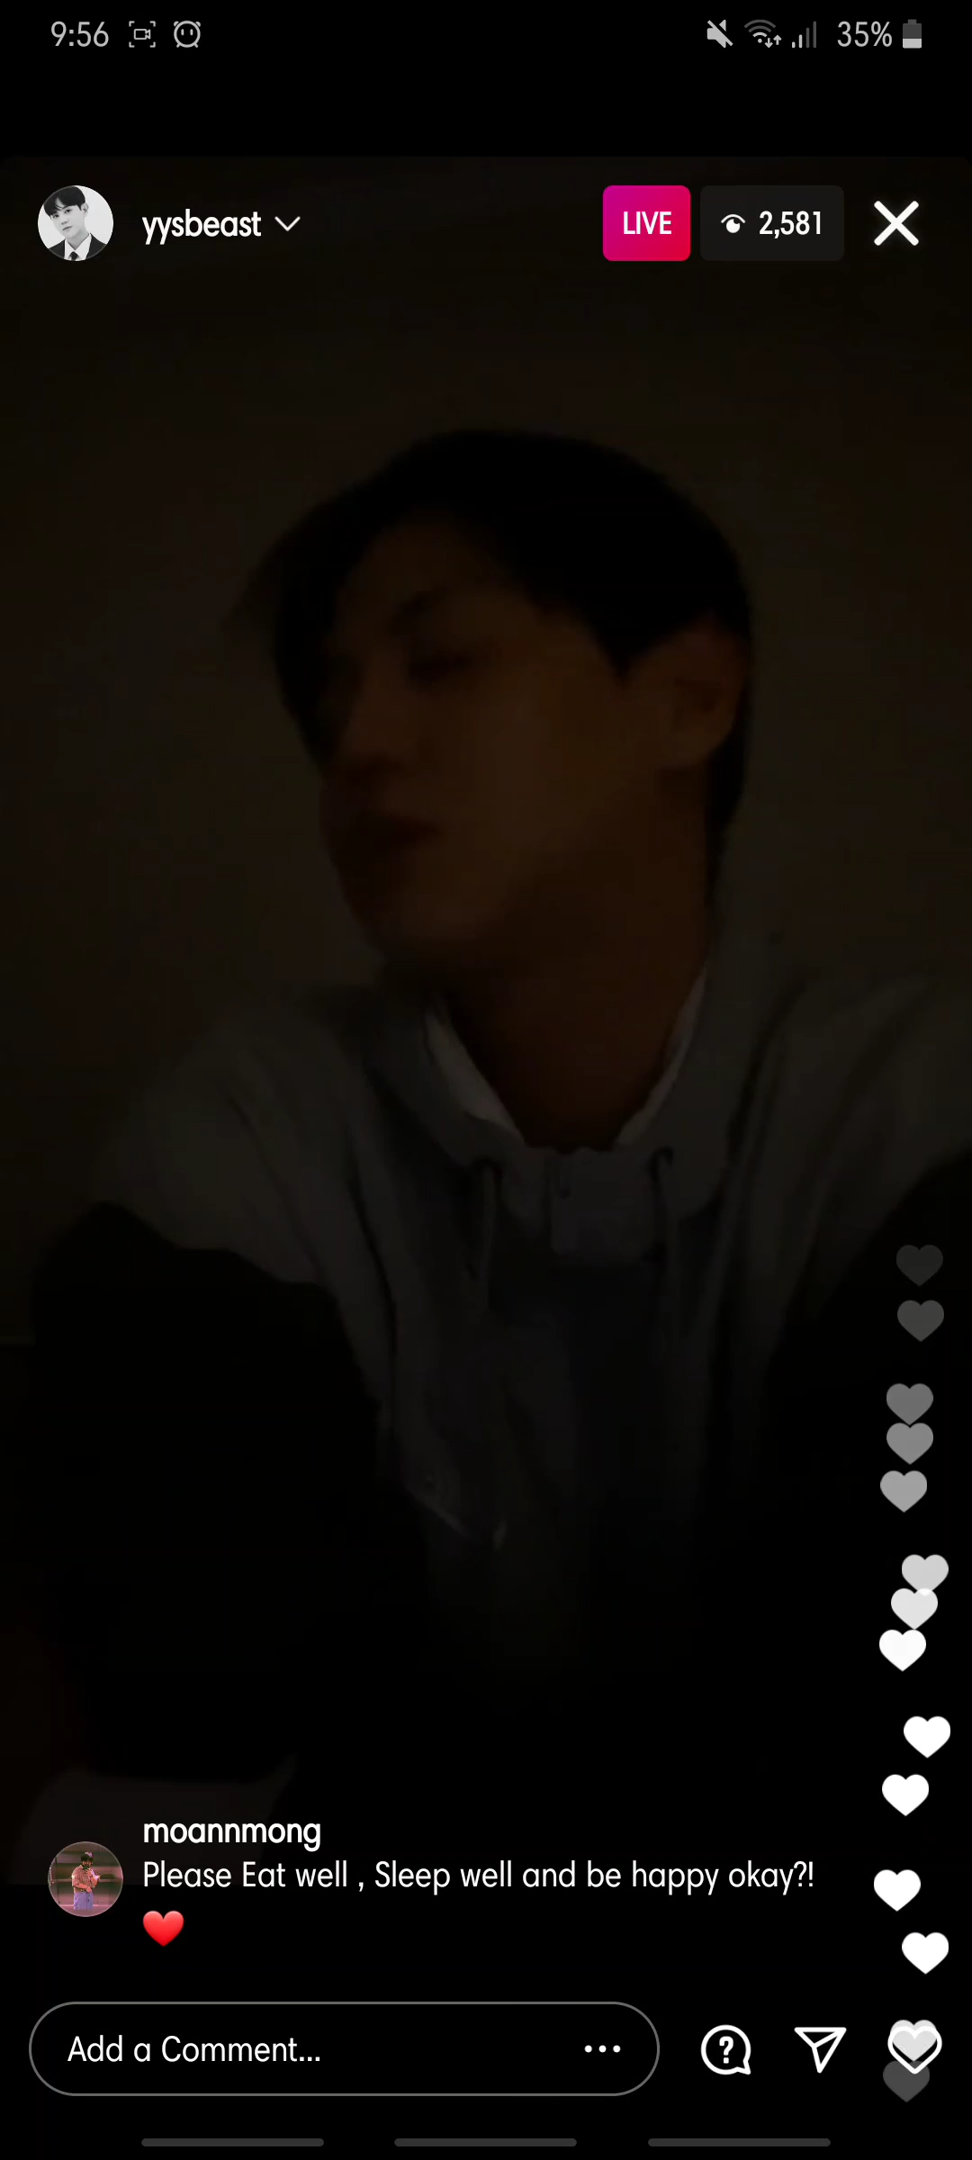 9:56 35%
yysbeast LIVE 2,581
moannmong
Please Eat well , Sleep well and be happy okay?!
❤️
Add a Comment...